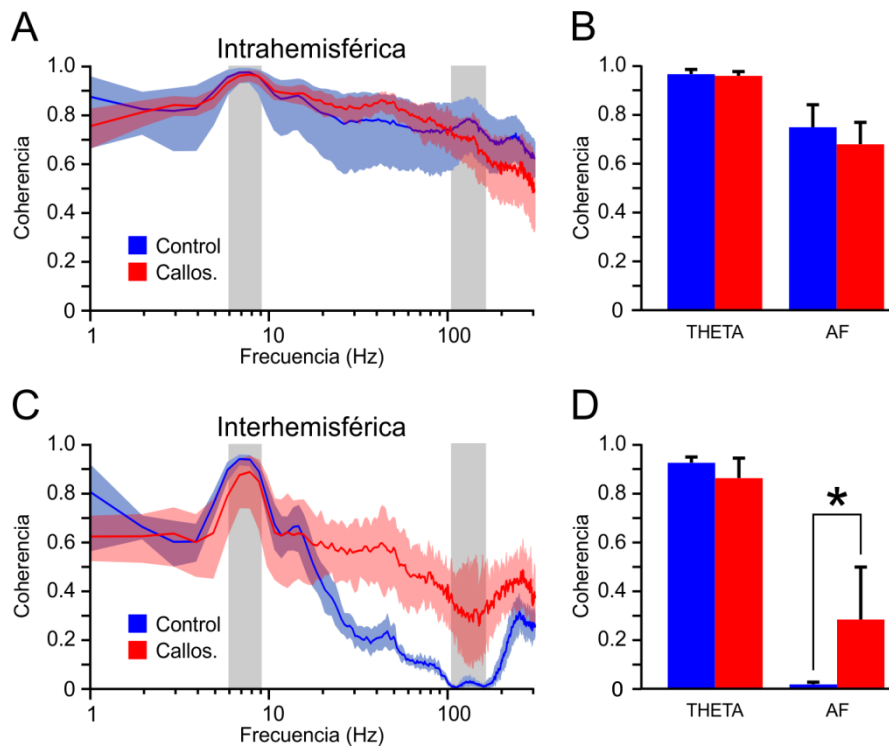 A
Intrahemisférica
1.0
0.8
0.6
0.4
0.2
0
Coherencia
Control
Callos.
1
10
100
Frecuencia (Hz)
B
1.0
0.8
0.6
0.4
0.2
0
Coherencia
THETA
AF
C
Interhemisférica
1.0
0.8
0.6
0.4
0.2
0
Coherencia
Control
Callos.
1
10
100
Frecuencia (Hz)
D
1.0
0.8
0.6
0.4
0.2
0
Coherencia
*
THETA
AF